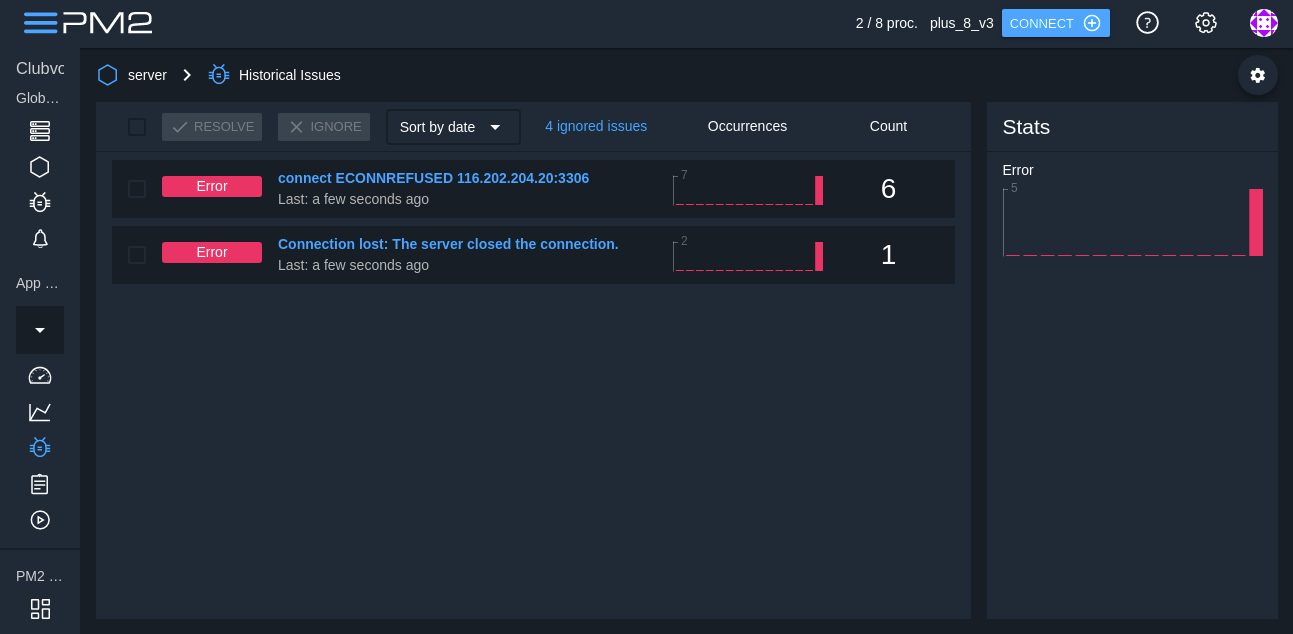 PM2
2 / 8 proc. plus_8_v3 CONNECT
Clubvo
Glob…
App …
PM2 …
server Historical Issues
RESOLVE IGNORE Sort by date 4 ignored issues Occurrences Count
Error connect ECONNREFUSED 116.202.204.20:3306 7 6
Last: a few seconds ago
Error Connection lost: The server closed the connection. 2 1
Last: a few seconds ago
Stats
Error
5